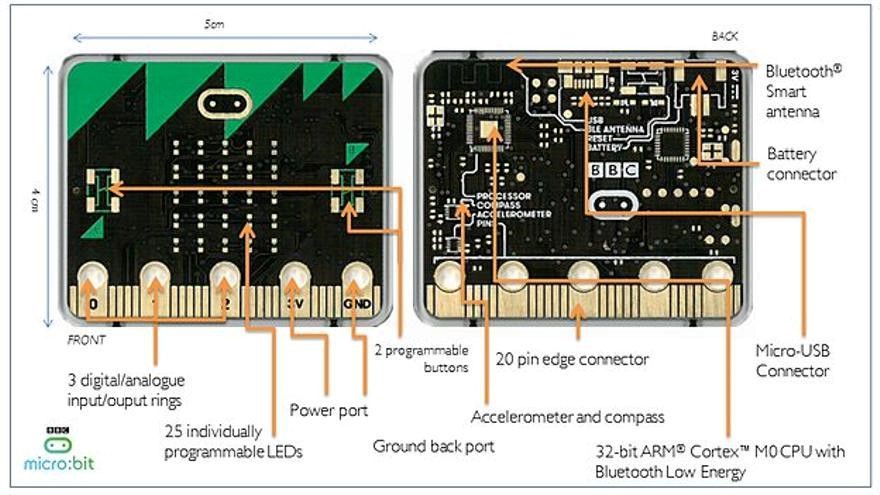 5cm
BACK
4 cm
Bluetooth®
Smart
antenna
Battery
connector
3V
USB
BLE ANTENNA
RESET
BATTERY
BBC
PROCESSOR
COMPASS
ACCELEROMETER
PINS
0
1
2
3V
GND
FRONT
2 programmable
buttons
20 pin edge connector
Micro-USB
Connector
3 digital/analogue
input/ouput rings
Power port
Accelerometer and compass
25 individually
programmable LEDs
Ground back port
32-bit ARM® Cortex™ M0 CPU with
Bluetooth Low Energy
BBC
micro:bit